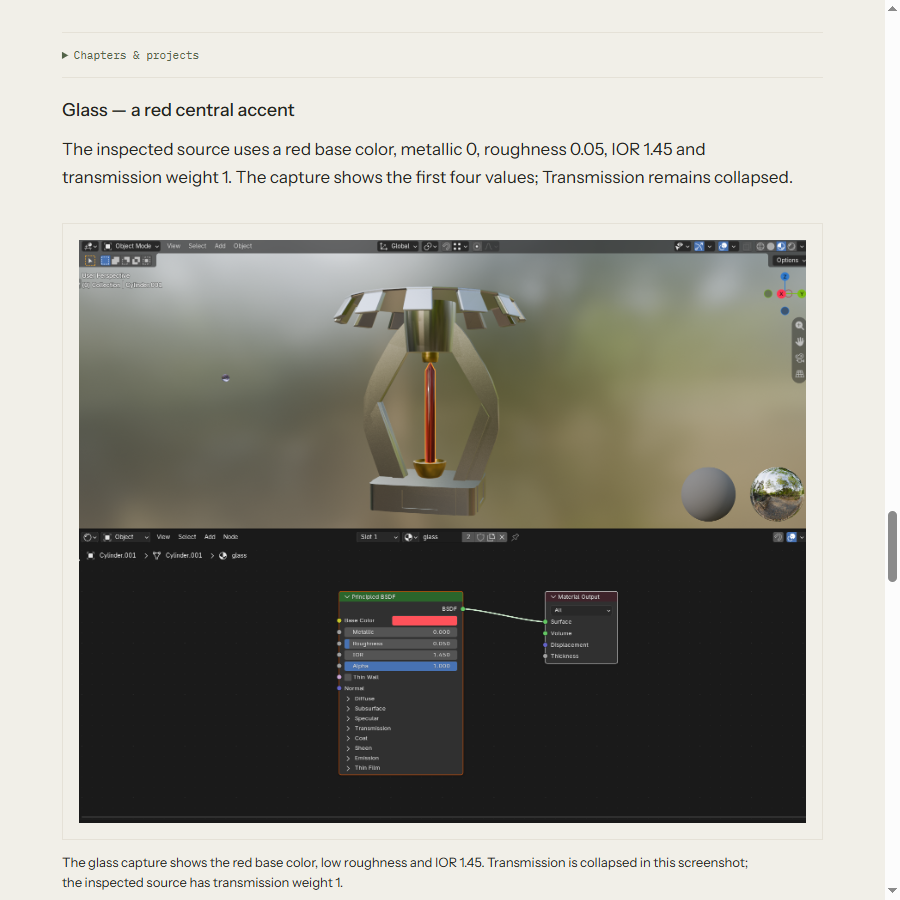 ▶ Chapters & projects
Glass — a red central accent
The inspected source uses a red base color, metallic 0, roughness 0.05, IOR 1.45 and
transmission weight 1. The capture shows the first four values; Transmission remains collapsed.
Object Mode View Select Add Object Global
Options
Z
Y
Object View Select Add Node Slot 1 glass 2
Cylinder.001 > Cylinder.001 > glass
Principled BSDF
BSDF
Base Color
Metallic 0.000
Roughness 0.050
IOR 1.450
Alpha 1.000
Thin Wall
Normal
Diffuse
Subsurface
Specular
Transmission
Coat
Sheen
Emission
Thin Film
Material Output
All
Surface
Volume
Displacement
Thickness
The glass capture shows the red base color, low roughness and IOR 1.45. Transmission is collapsed in this screenshot;
the inspected source has transmission weight 1.